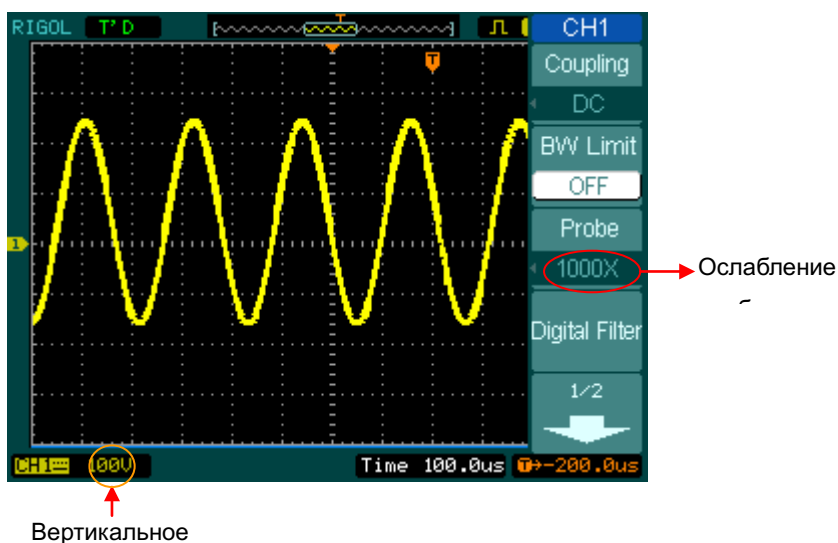 RIGOL T'D T CH1
T
Coupling
DC
BW Limit
OFF
Probe
1000X
Ослабление
Digital Filter
1/2
1
CH1 100V Time 100.0us T→-200.0us
Вертикальное